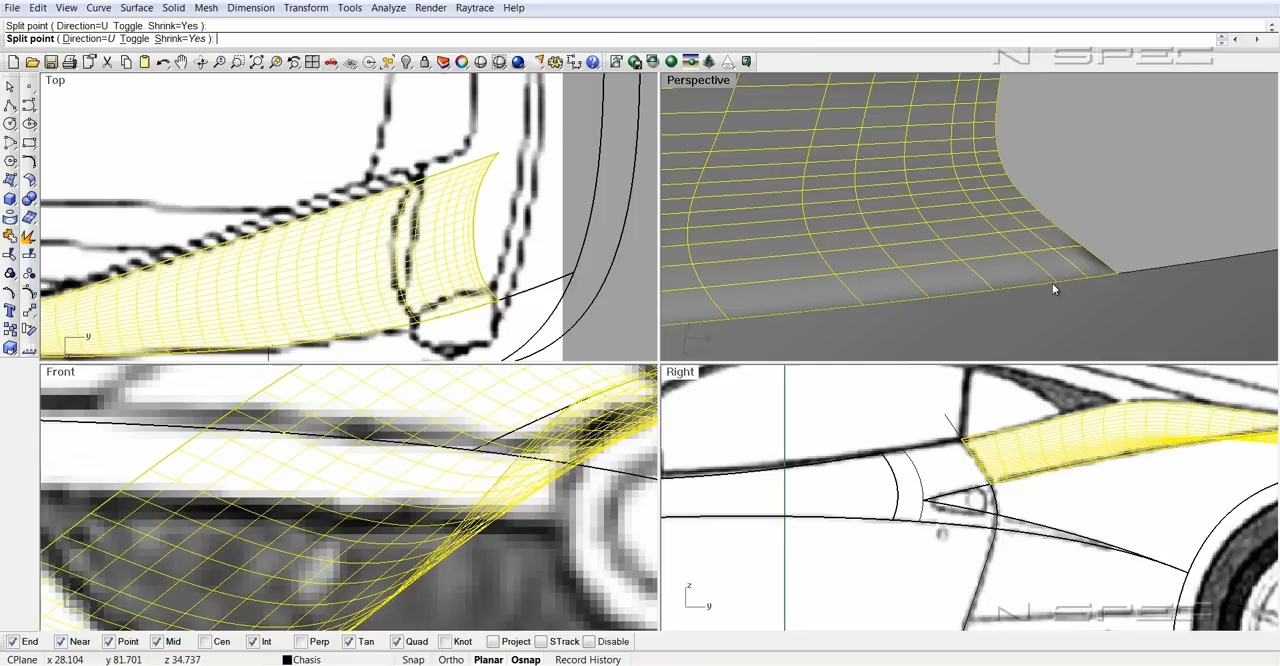 File Edit View Curve Surface Solid Mesh Dimension Transform Tools Analyze Render Raytrace Help
Split point ( Direction=U Toggle Shrink=Yes ):
Split point ( Direction=U Toggle Shrink=Yes ):
N SPEC
Top
Perspective
y
Front
Right
z
y
N SPEC
End Near Point Mid Cen Int Perp Tan Quad Knot Project STrack Disable
CPlane x 28.104 y 81.701 z 34.737 Chasis Snap Ortho Planar Osnap Record History